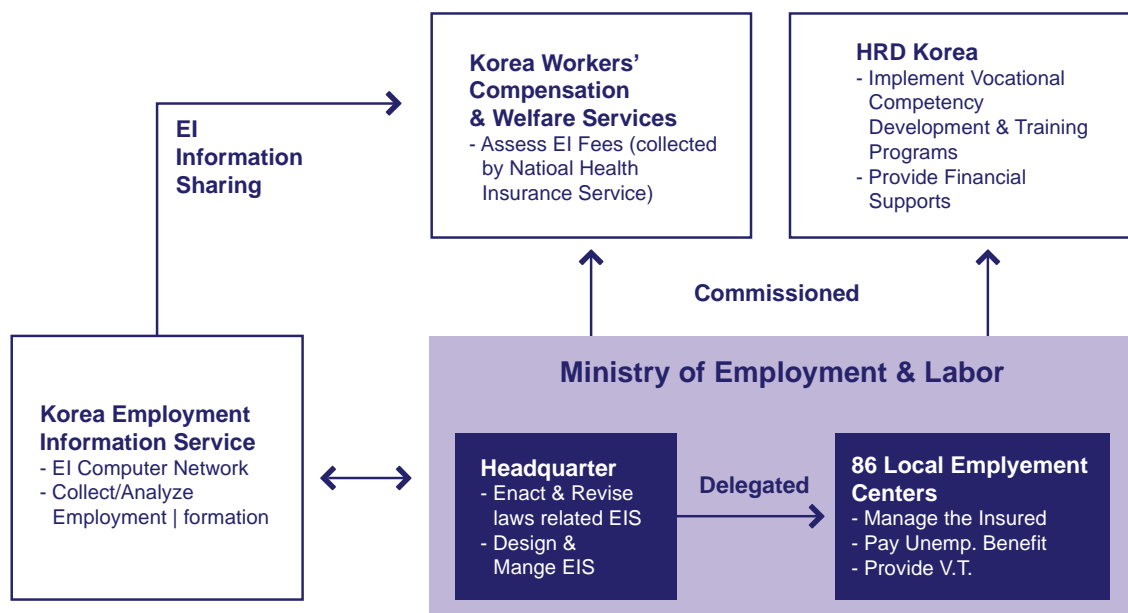 Korea Workers’
Compensation
& Welfare Services
- Assess EI Fees (collected
by Natioal Health
Insurance Service)
HRD Korea
- Implement Vocational
Competency
Development & Training
Programs
- Provide Financial
Supports
EI
Information
Sharing
Commissioned
Ministry of Employment & Labor
Korea Employment
Information Service
- EI Computer Network
- Collect/Analyze
Employment | formation
Headquarter
- Enact & Revise
laws related EIS
- Design &
Mange EIS
Delegated
86 Local Emplyement
Centers
- Manage the Insured
- Pay Unemp. Benefit
- Provide V.T.